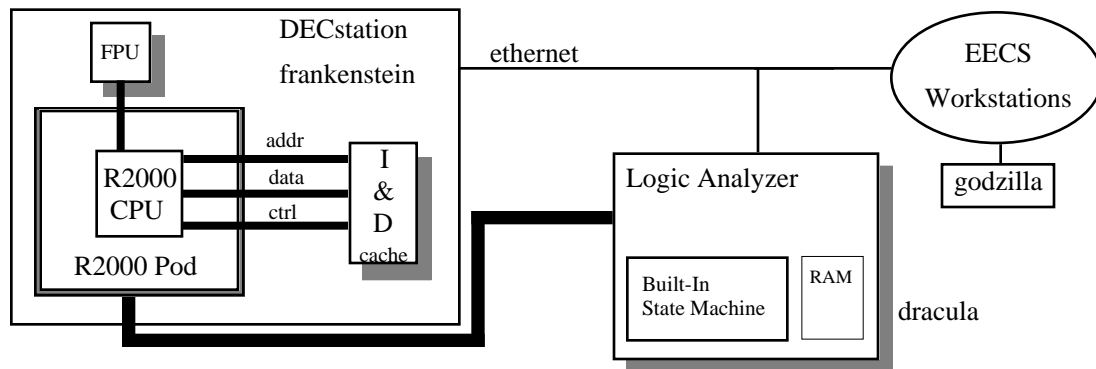 DECstation
frankenstein
FPU
ethernet
EECS
Workstations
godzilla
addr
data
ctrl
R2000
CPU
I
&
D
cache
R2000 Pod
Logic Analyzer
Built-In
State Machine
RAM
dracula